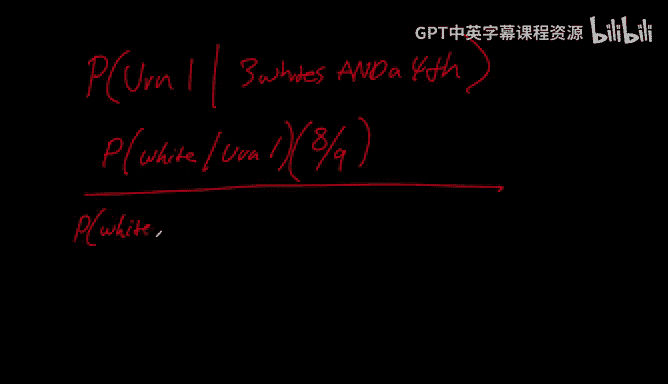 GPT中英字幕课程资源 bilibili
P(Urn 1 | 3 whites AND a 4th)
P(white/Urn 1)(8/9)
P(white,